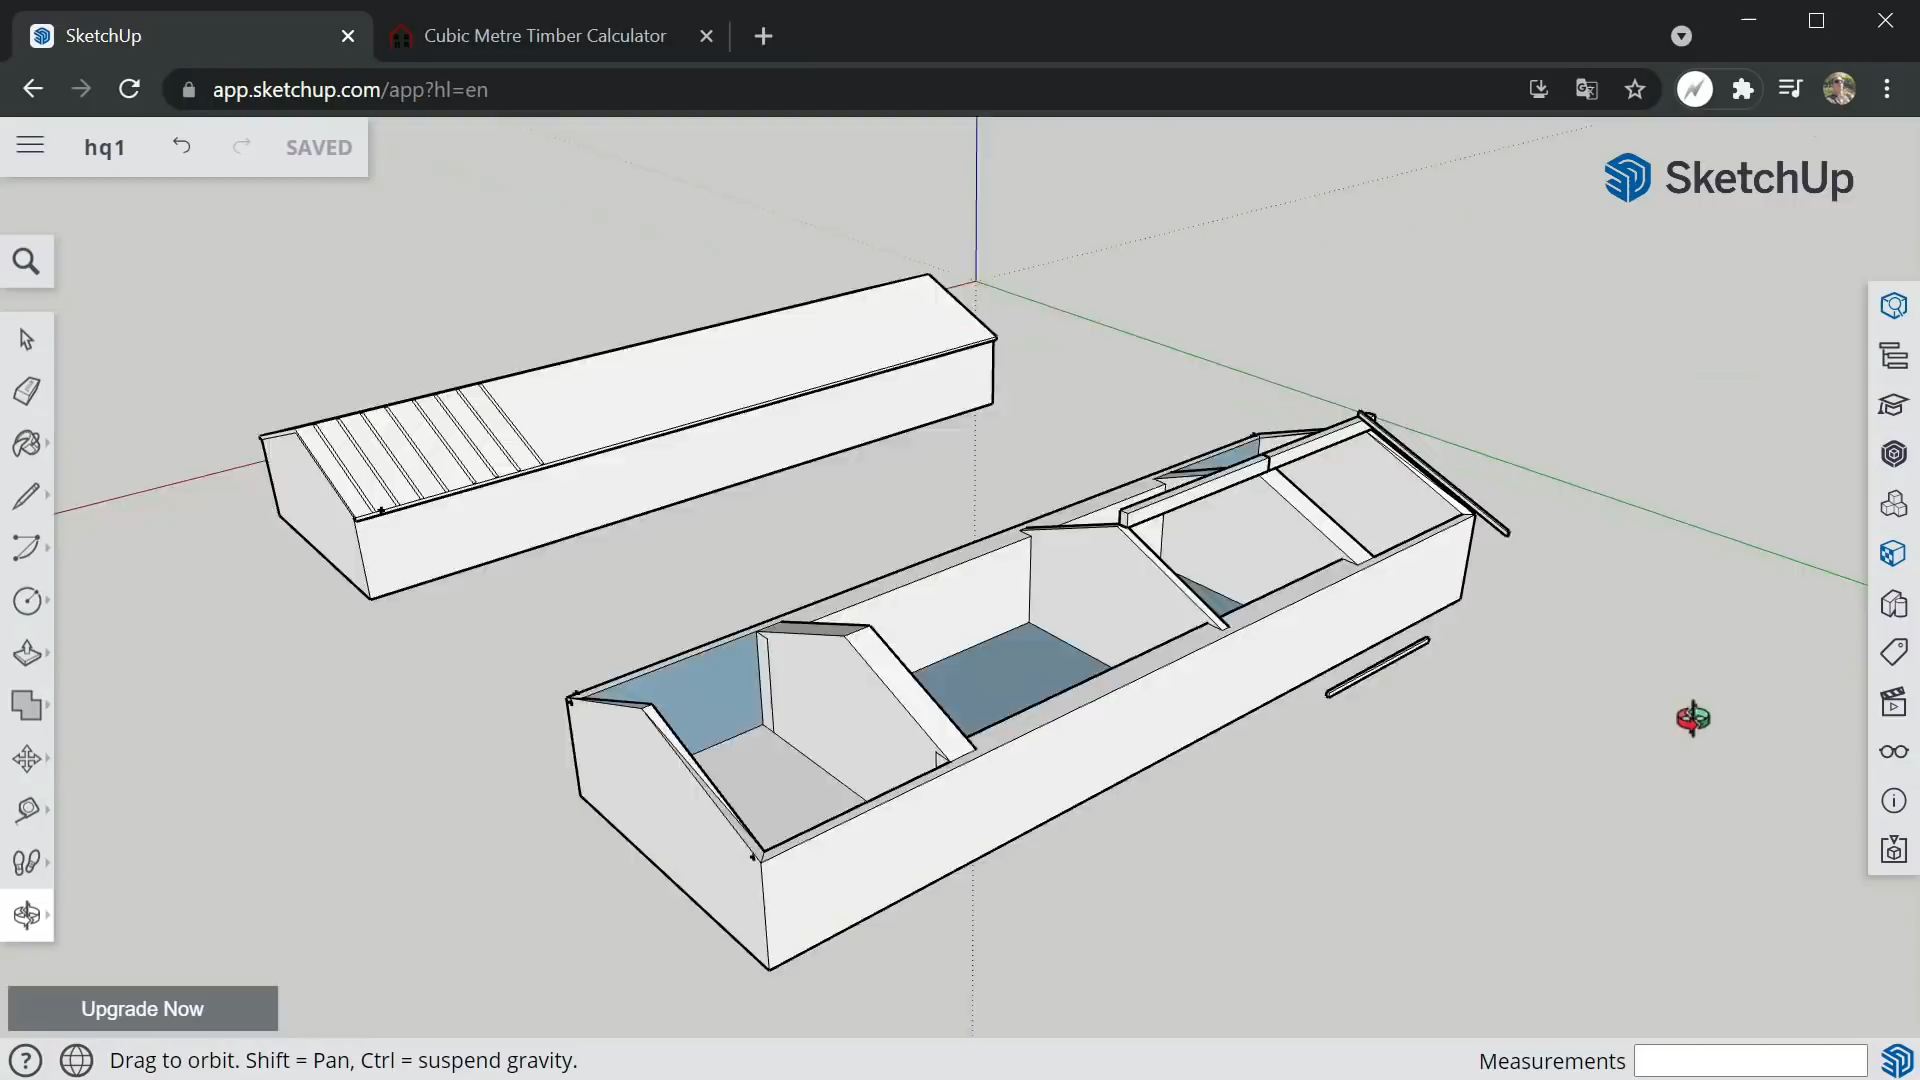 SketchUp
Cubic Metre Timber Calculator
app.sketchup.com/app?hl=en
hq1
SAVED
SketchUp
Upgrade Now
Drag to orbit. Shift = Pan, Ctrl = suspend gravity.
Measurements